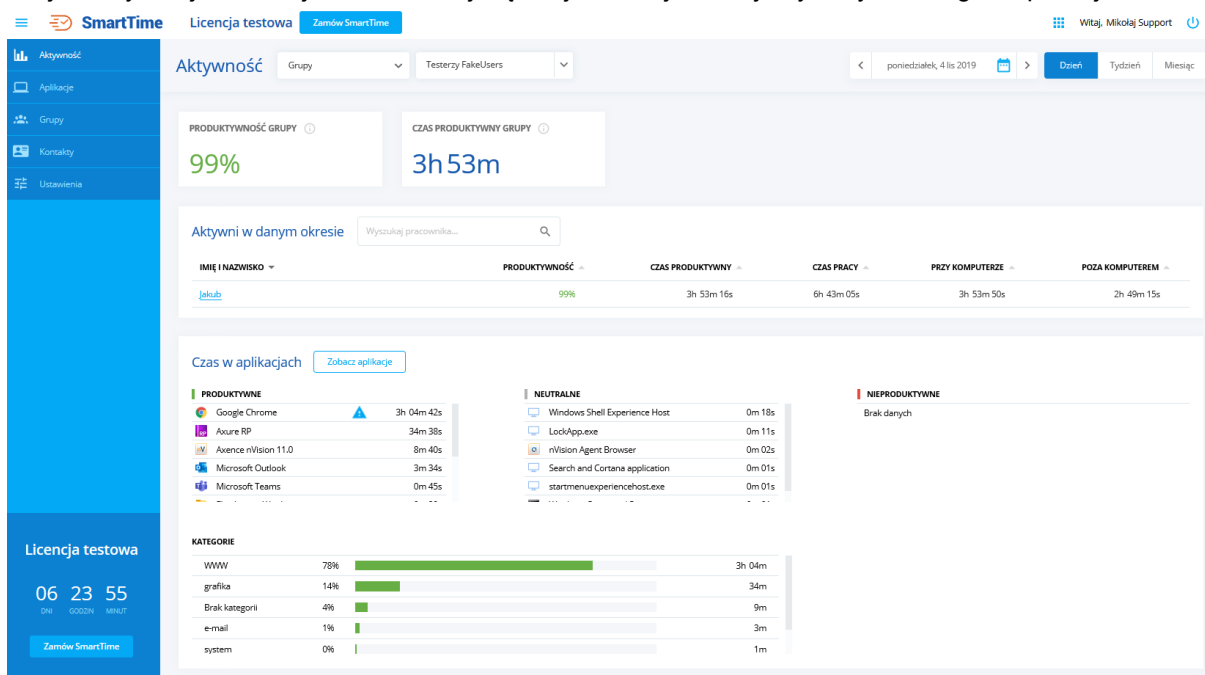 SmartTime Licencja testowa Zamów SmartTime Witaj, Mikołaj Support
Aktywność
Aplikacje
Grupy
Kontakty
Ustawienia
Aktywność Grupy Testerzy FakeUsers poniedziałek, 4 lis 2019 Dzień Tydzień Miesiąc
PRODUKTYWNOŚĆ GRUPY CZAS PRODUKTYWNY GRUPY
99% 3h 53m
Aktywni w danym okresie Wyszukaj pracownika...
IMIĘ I NAZWISKO PRODUKTYWNOŚĆ CZAS PRODUKTYWNY CZAS PRACY PRZY KOMPUTERZE POZA KOMPUTEREM
Jakub 99% 3h 53m 16s 6h 43m 05s 3h 53m 50s 2h 49m 15s
Czas w aplikacjach Zobacz aplikacje
PRODUKTYWNE NEUTRALNE NIEPRODUKTYWNE
Google Chrome 3h 04m 42s Windows Shell Experience Host 0m 18s Brak danych
Axure RP 34m 38s LockApp.exe 0m 11s
Axence nVision 11.0 8m 40s nVision Agent Browser 0m 02s
Microsoft Outlook 3m 34s Search and Cortana application 0m 01s
Microsoft Teams 0m 45s startmenuexperiencehost.exe 0m 01s
KATEGORIE
WWW 78% 3h 04m
grafika 14% 34m
Brak kategorii 4% 9m
e-mail 1% 3m
system 0% 1m
Licencja testowa
06 23 55
DNI GODZIN MINUT
Zamów SmartTime